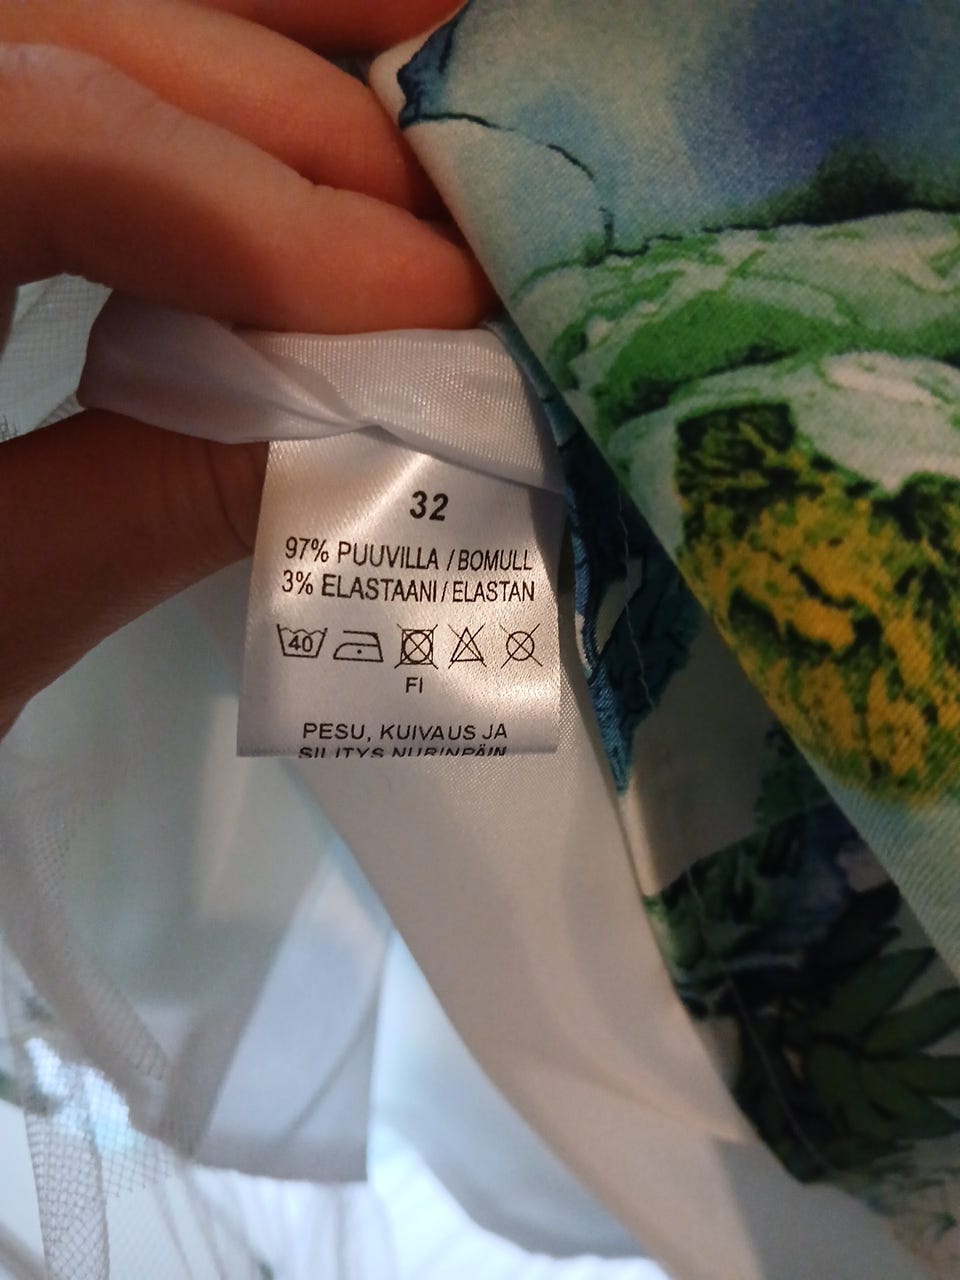 32
97% PUUVILLA / BOMULL
3% ELASTAANI / ELASTAN
40
FI
PESU, KUIVAUS JA
SILITYS NURINPÄIN